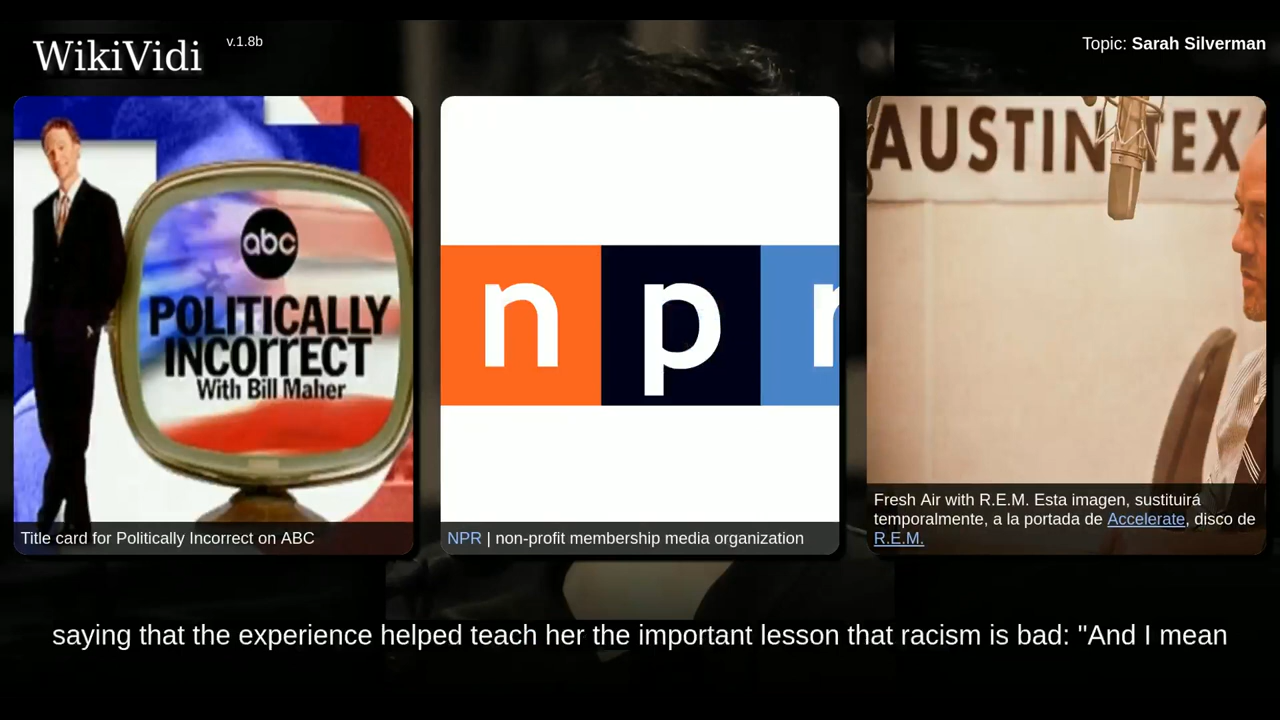 WikiVidi
v.1.8b
Topic: Sarah Silverman
abc
POLITICALLY
INCORRECT
With Bill Maher
Title card for Politically Incorrect on ABC
n p r
NPR | non-profit membership media organization
AUSTIN TEX
Fresh Air with R.E.M. Esta imagen, sustituirá
temporalmente, a la portada de Accelerate, disco de
R.E.M.
saying that the experience helped teach her the important lesson that racism is bad: "And I mean